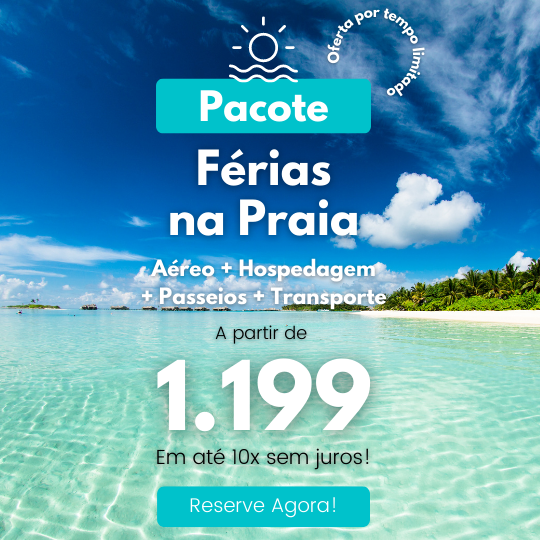 Oferta por tempo limitado
Pacote
Férias
na Praia
Aéreo + Hospedagem
+ Passeios + Transporte
A partir de
1.199
Em até 10x sem juros!
Reserve Agora!